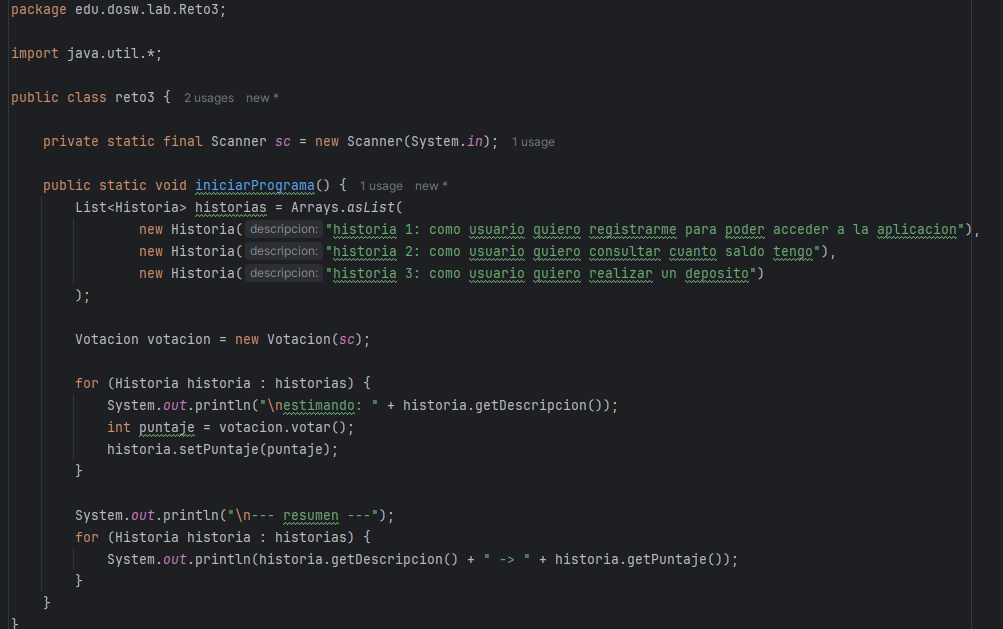 package edu.dosw.lab.Reto3;
import java.util.*;
public class reto3 {  2 usages  new *
private static final Scanner sc = new Scanner(System.in);  1 usage
public static void iniciarPrograma() {  1 usage  new *
List<Historia> historias = Arrays.asList(
new Historia( descripcion: "historia 1: como usuario quiero registrarme para poder acceder a la aplicacion"),
new Historia( descripcion: "historia 2: como usuario quiero consultar cuanto saldo tengo"),
new Historia( descripcion: "historia 3: como usuario quiero realizar un deposito")
);
Votacion votacion = new Votacion(sc);
for (Historia historia : historias) {
System.out.println("\nestimando: " + historia.getDescripcion());
int puntaje = votacion.votar();
historia.setPuntaje(puntaje);
}
System.out.println("\n--- resumen ---");
for (Historia historia : historias) {
System.out.println(historia.getDescripcion() + " -> " + historia.getPuntaje());
}
}
}